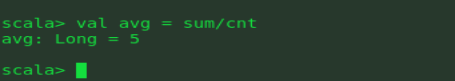 scala> val avg = sum/cnt
avg: Long = 5
scala>